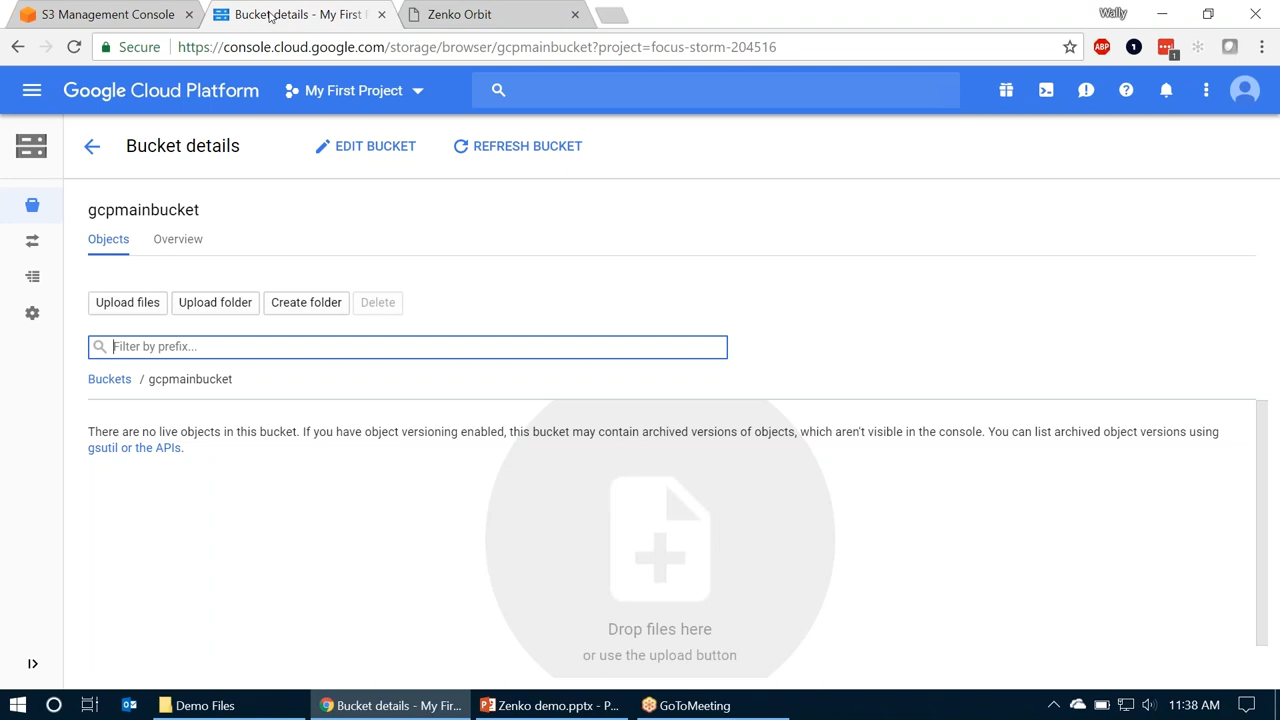 S3 Management Console
Bucket details - My First
Zenko Orbit
Wally
Secure
https://console.cloud.google.com/storage/browser/gcpmainbucket?project=focus-storm-204516
ABP
1
1
Google Cloud Platform
My First Project
Bucket details
EDIT BUCKET
REFRESH BUCKET
gcpmainbucket
Objects
Overview
Upload files
Upload folder
Create folder
Delete
Filter by prefix...
Buckets / gcpmainbucket
There are no live objects in this bucket. If you have object versioning enabled, this bucket may contain archived versions of objects, which aren't visible in the console. You can list archived object versions using
gsutil or the APIs.
Drop files here
or use the upload button
Demo Files
Bucket details - My Fir...
Zenko demo.pptx - P...
GoToMeeting
11:38 AM